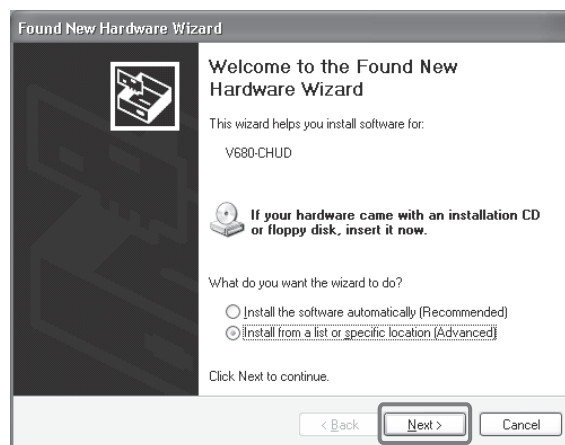 Found New Hardware Wizard
Welcome to the Found New
Hardware Wizard
This wizard helps you install software for:
V680-CHUD
If your hardware came with an installation CD
or floppy disk, insert it now.
What do you want the wizard to do?
Install the software automatically (Recommended)
Install from a list or specific location (Advanced)
Click Next to continue.
< Back Next > Cancel